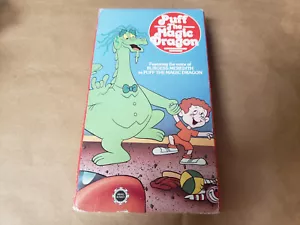 Puff
The
Magic
Dragon
Featuring the voice of
BURGESS MEREDITH
as PUFF THE MAGIC DRAGON